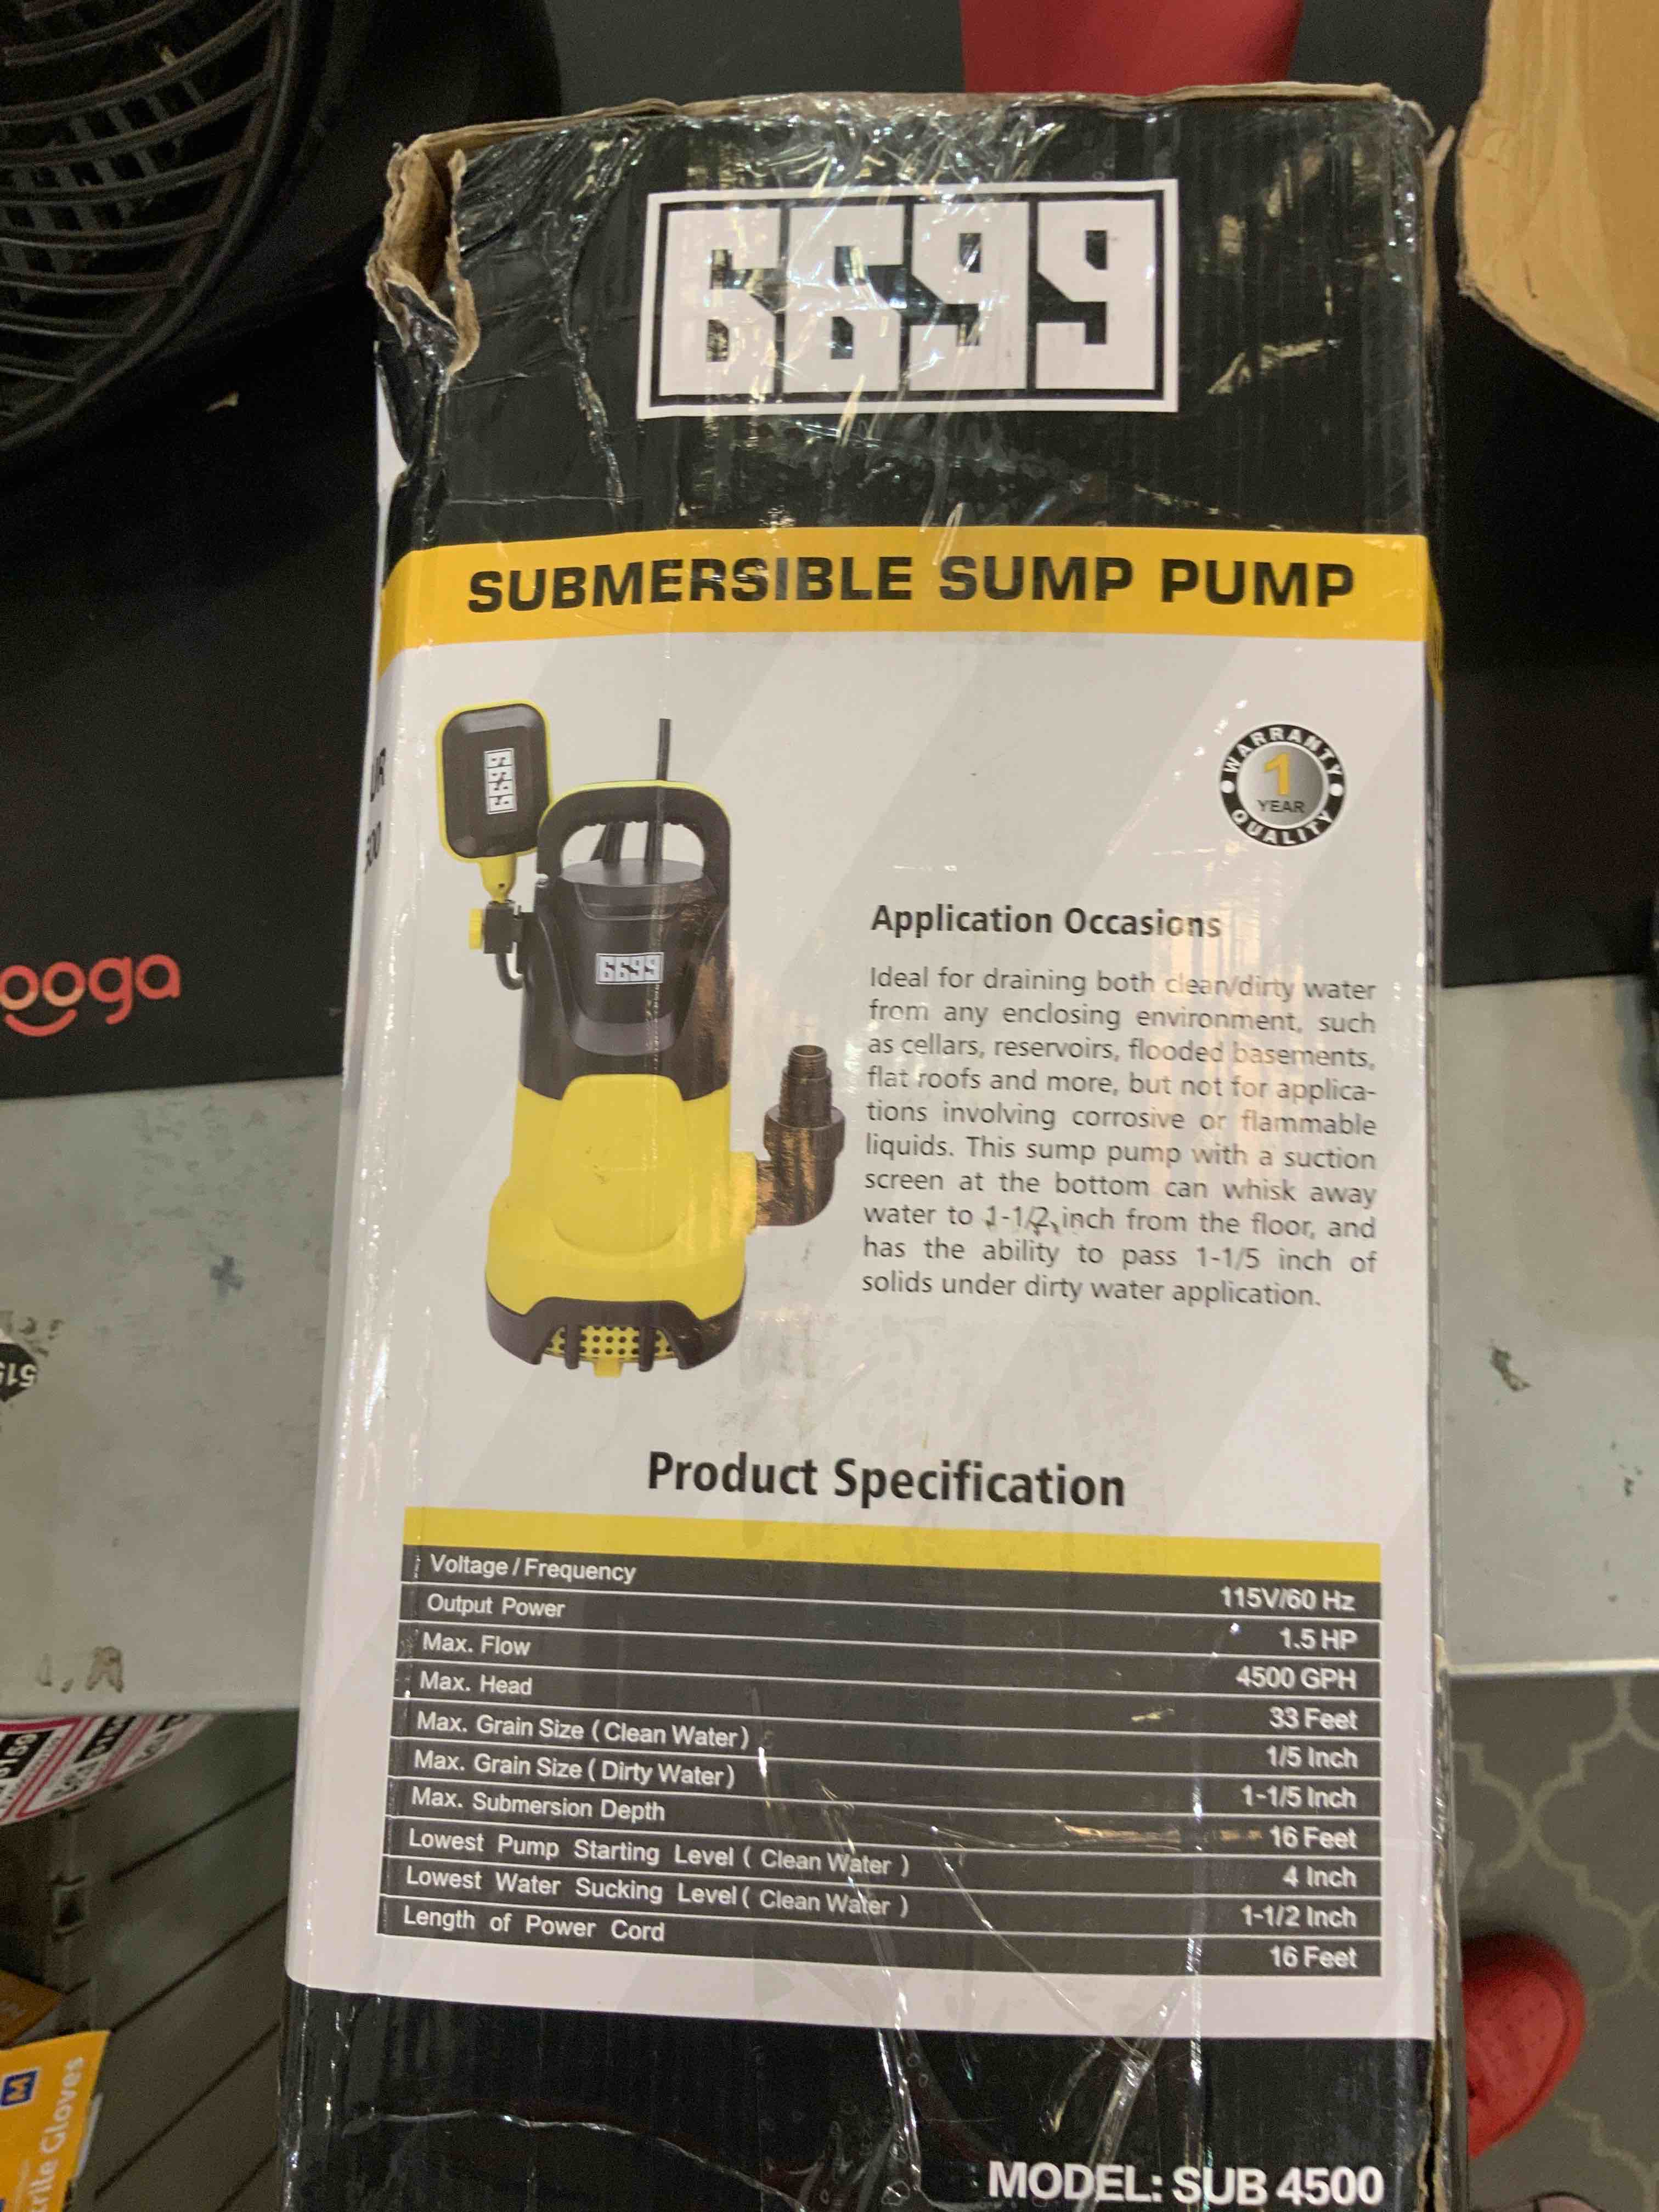 6699
SUBMERSIBLE SUMP PUMP
6699
WARRANTY
1
YEAR
QUALITY
6699
Application Occasions
Ideal for draining both clean/dirty water
from any enclosing environment, such
as cellars, reservoirs, flooded basements,
flat roofs and more, but not for applica-
tions involving corrosive or flammable
liquids. This sump pump with a suction
screen at the bottom can whisk away
water to 1-1/2 inch from the floor, and
has the ability to pass 1-1/5 inch of
solids under dirty water application.
Product Specification
Voltage / Frequency 115V/60 Hz
Output Power 1.5 HP
Max. Flow 4500 GPH
Max. Head 33 Feet
Max. Grain Size ( Clean Water ) 1/5 Inch
Max. Grain Size ( Dirty Water ) 1-1/5 Inch
Max. Submersion Depth 16 Feet
Lowest Pump Starting Level ( Clean Water ) 4 Inch
Lowest Water Sucking Level ( Clean Water ) 1-1/2 Inch
Length of Power Cord 16 Feet
MODEL: SUB 4500
ooga
M
Gloves